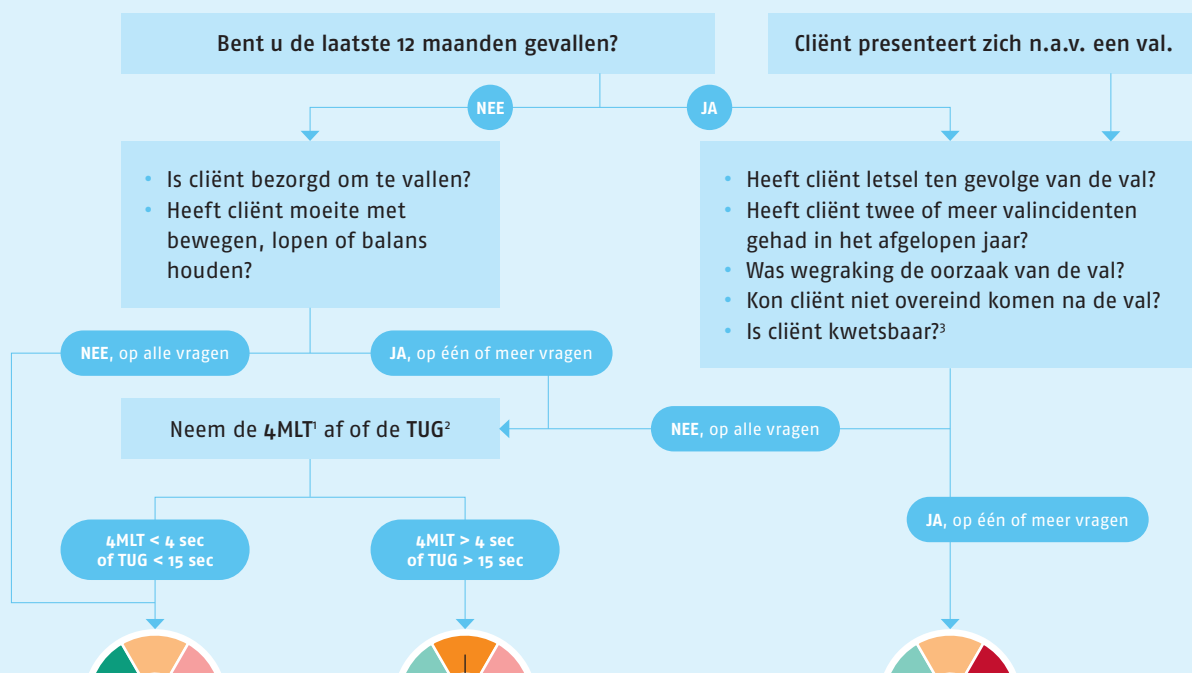 Bent u de laatste 12 maanden gevallen?
Cliënt presenteert zich n.a.v. een val.
NEE
JA
• Is cliënt bezorgd om te vallen?
• Heeft cliënt moeite met
bewegen, lopen of balans
houden?
• Heeft cliënt letsel ten gevolge van de val?
• Heeft cliënt twee of meer valincidenten
gehad in het afgelopen jaar?
• Was wegraking de oorzaak van de val?
• Kon cliënt niet overeind komen na de val?
• Is cliënt kwetsbaar?³
NEE, op alle vragen
JA, op één of meer vragen
Neem de 4MLT¹ af of de TUG²
NEE, op alle vragen
JA, op één of meer vragen
4MLT < 4 sec
of TUG < 15 sec
4MLT > 4 sec
of TUG > 15 sec